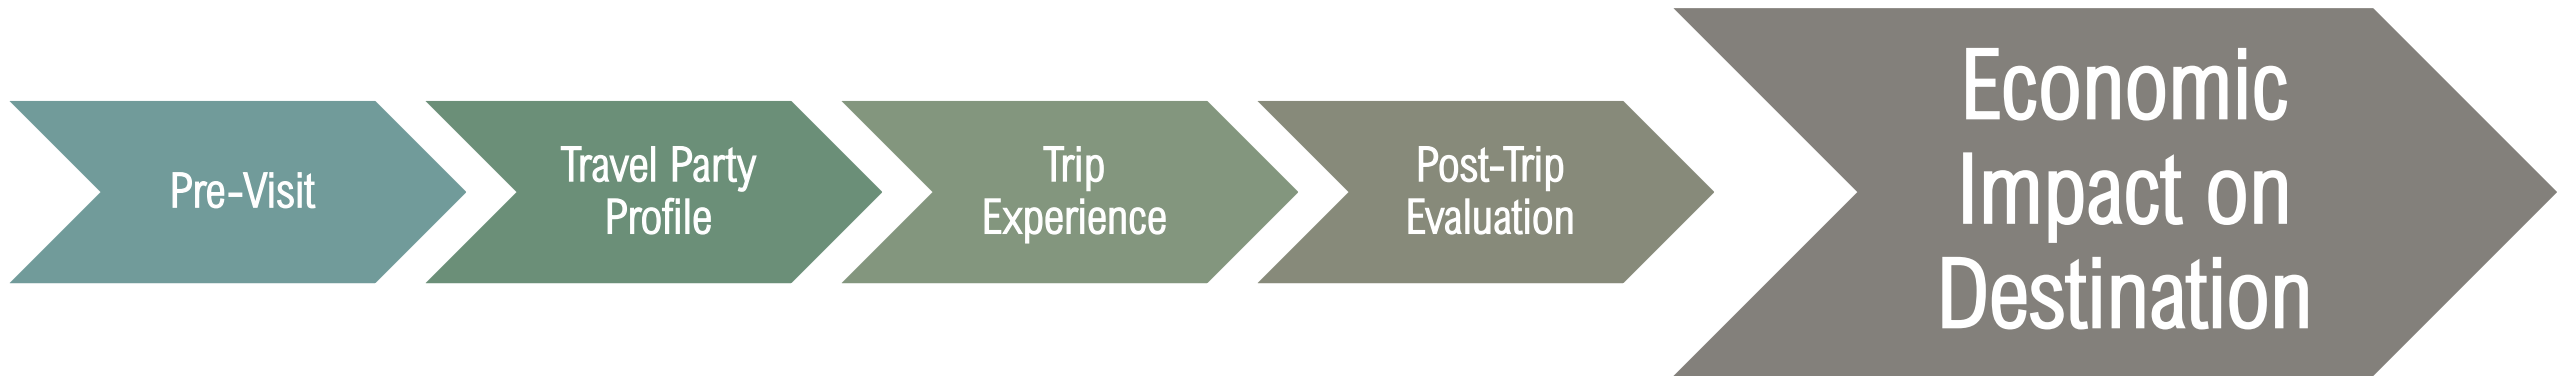 Pre-Visit
Travel Party
Profile
Trip
Experience
Post-Trip
Evaluation
Economic
Impact on
Destination